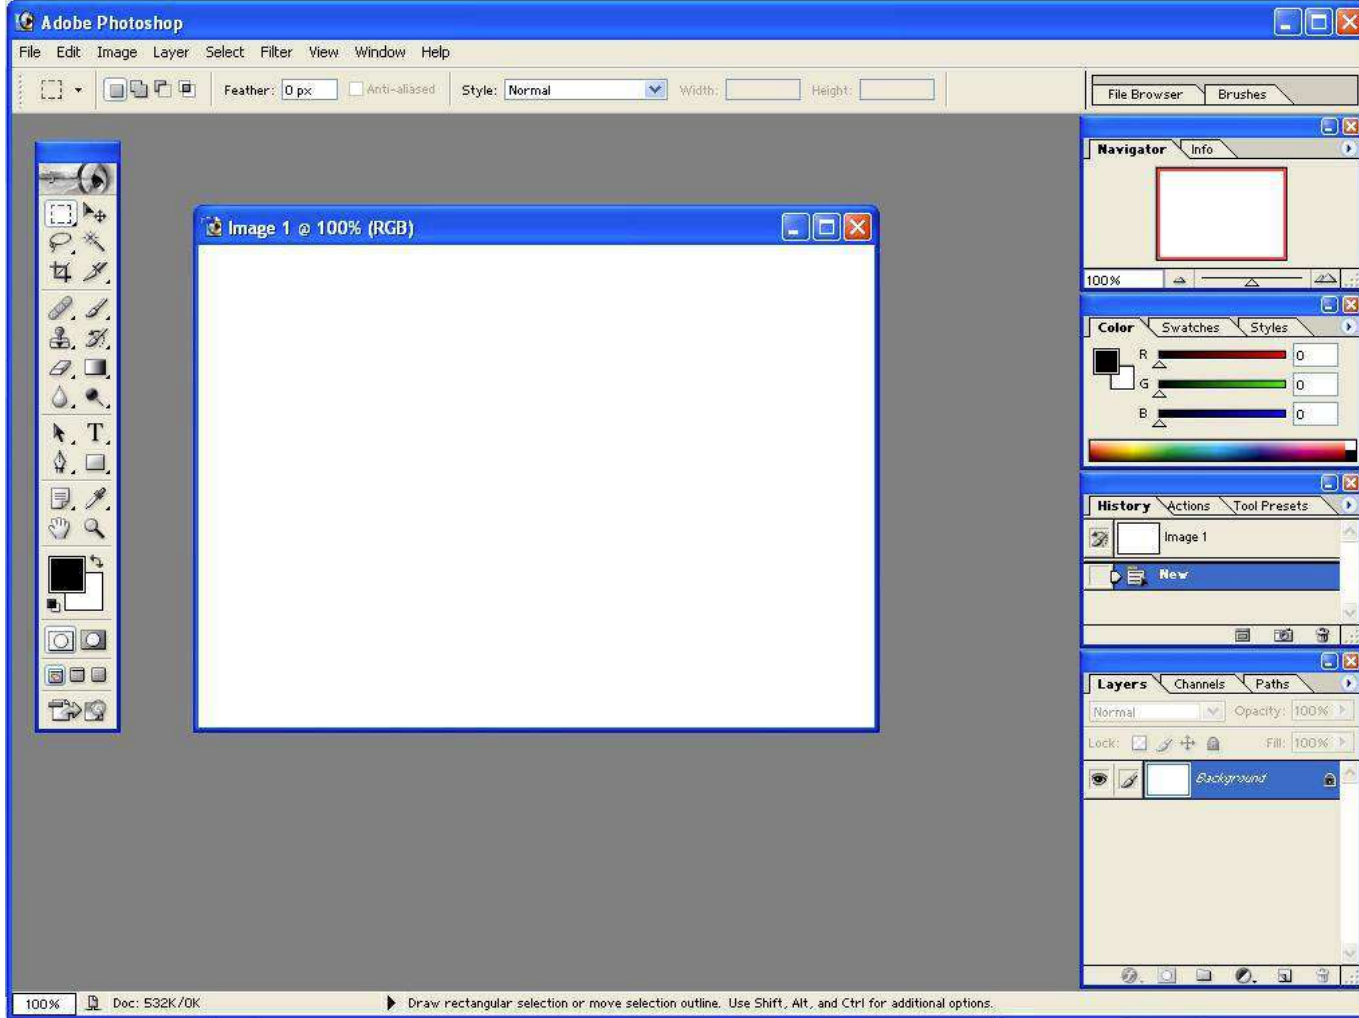 Adobe Photoshop
File Edit Image Layer Select Filter View Window Help
Feather: 0 px Anti-aliased Style: Normal Width: Height:
File Browser Brushes
Navigator Info
100%
Image 1 @ 100% (RGB)
Color Swatches Styles
R 0
G 0
B 0
T
History Actions Tool Presets
Image 1
New
Layers Channels Paths
Normal Opacity: 100%
Lock: Fill: 100%
Background
100% Doc: 532K/0K Draw rectangular selection or move selection outline. Use Shift, Alt, and Ctrl for additional options.